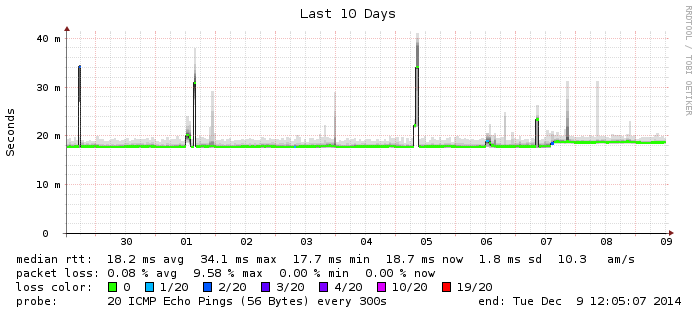 Last 10 Days
RRDTOOL / TOBI OETIKER
Seconds
40 m
30 m
20 m
10 m
0
30 01 02 03 04 05 06 07 08 09
median rtt: 18.2 ms avg 34.1 ms max 17.7 ms min 18.7 ms now 1.8 ms sd 10.3 am/s
packet loss: 0.08 % avg 9.58 % max 0.00 % min 0.00 % now
loss color: 0 1/20 2/20 3/20 4/20 10/20 19/20
probe: 20 ICMP Echo Pings (56 Bytes) every 300s end: Tue Dec 9 12:05:07 2014